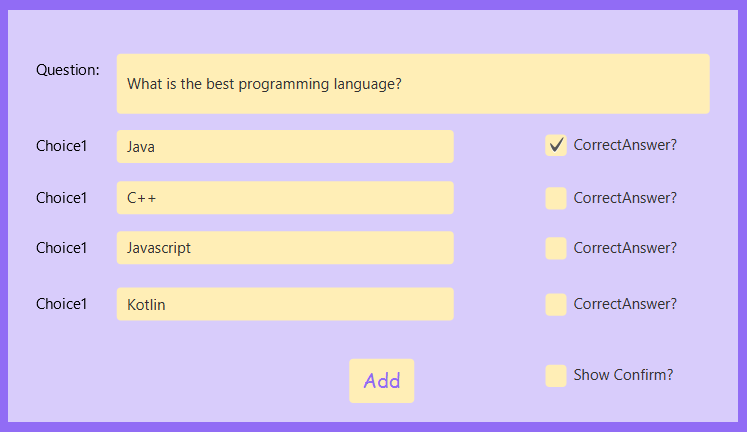 Question: What is the best programming language?
Choice1 Java CorrectAnswer?
Choice1 C++ CorrectAnswer?
Choice1 Javascript CorrectAnswer?
Choice1 Kotlin CorrectAnswer?
Add Show Confirm?